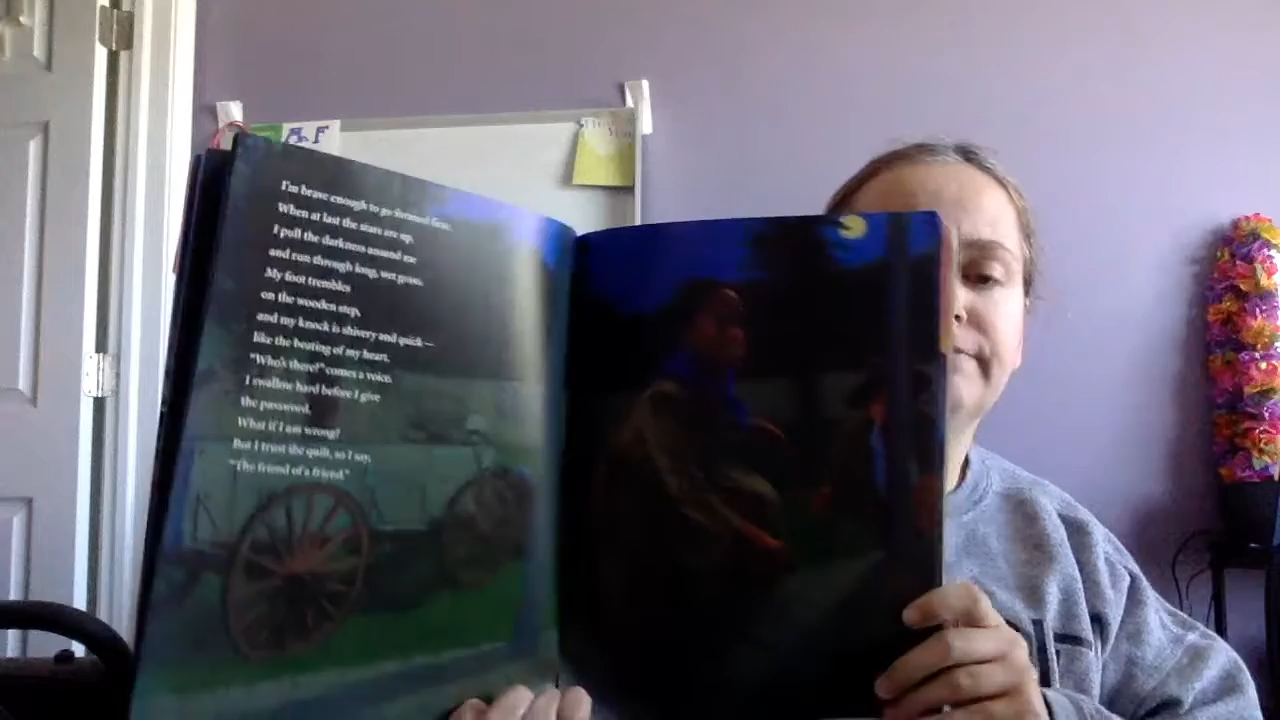 AF
I'm brave enough to go first.
When at last the stars are up,
I pull the darkness around me
and run through long, wet grass.
My foot trembles
on the wooden step,
and my knock is shivery and quick—
like the beating of my heart.
"Who's there?" comes a voice.
I swallow hard before I give
the password.
What if I am wrong?
But I trust the quilt, so I say,
"The friend of a friend."